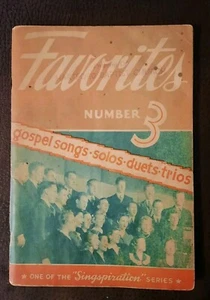 Favorites
NUMBER 3
gospel songs-solos-duets-trios
★ ONE OF THE "Singspiration" SERIES ★